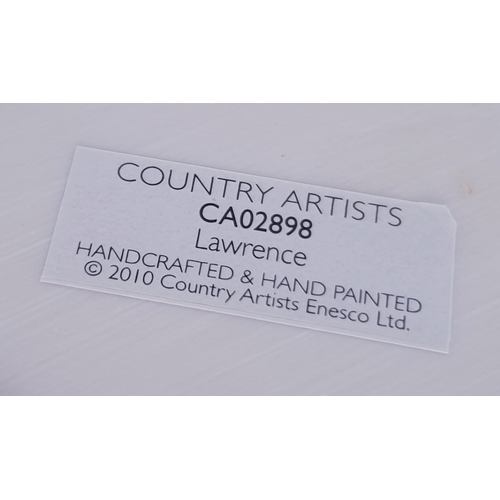 COUNTRY ARTISTS
CA02898
Lawrence
HANDCRAFTED & HAND PAINTED
© 2010 Country Artists Enesco Ltd.